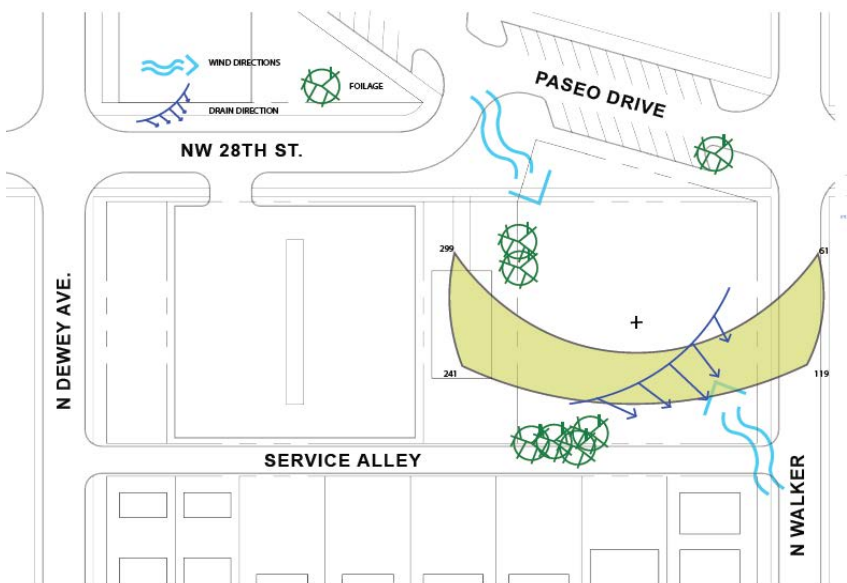 WIND DIRECTIONS
FOILAGE
DRAIN DIRECTION
PASEO DRIVE
NW 28TH ST.
299
61
N DEWEY AVE.
241
119
SERVICE ALLEY
N WALKER